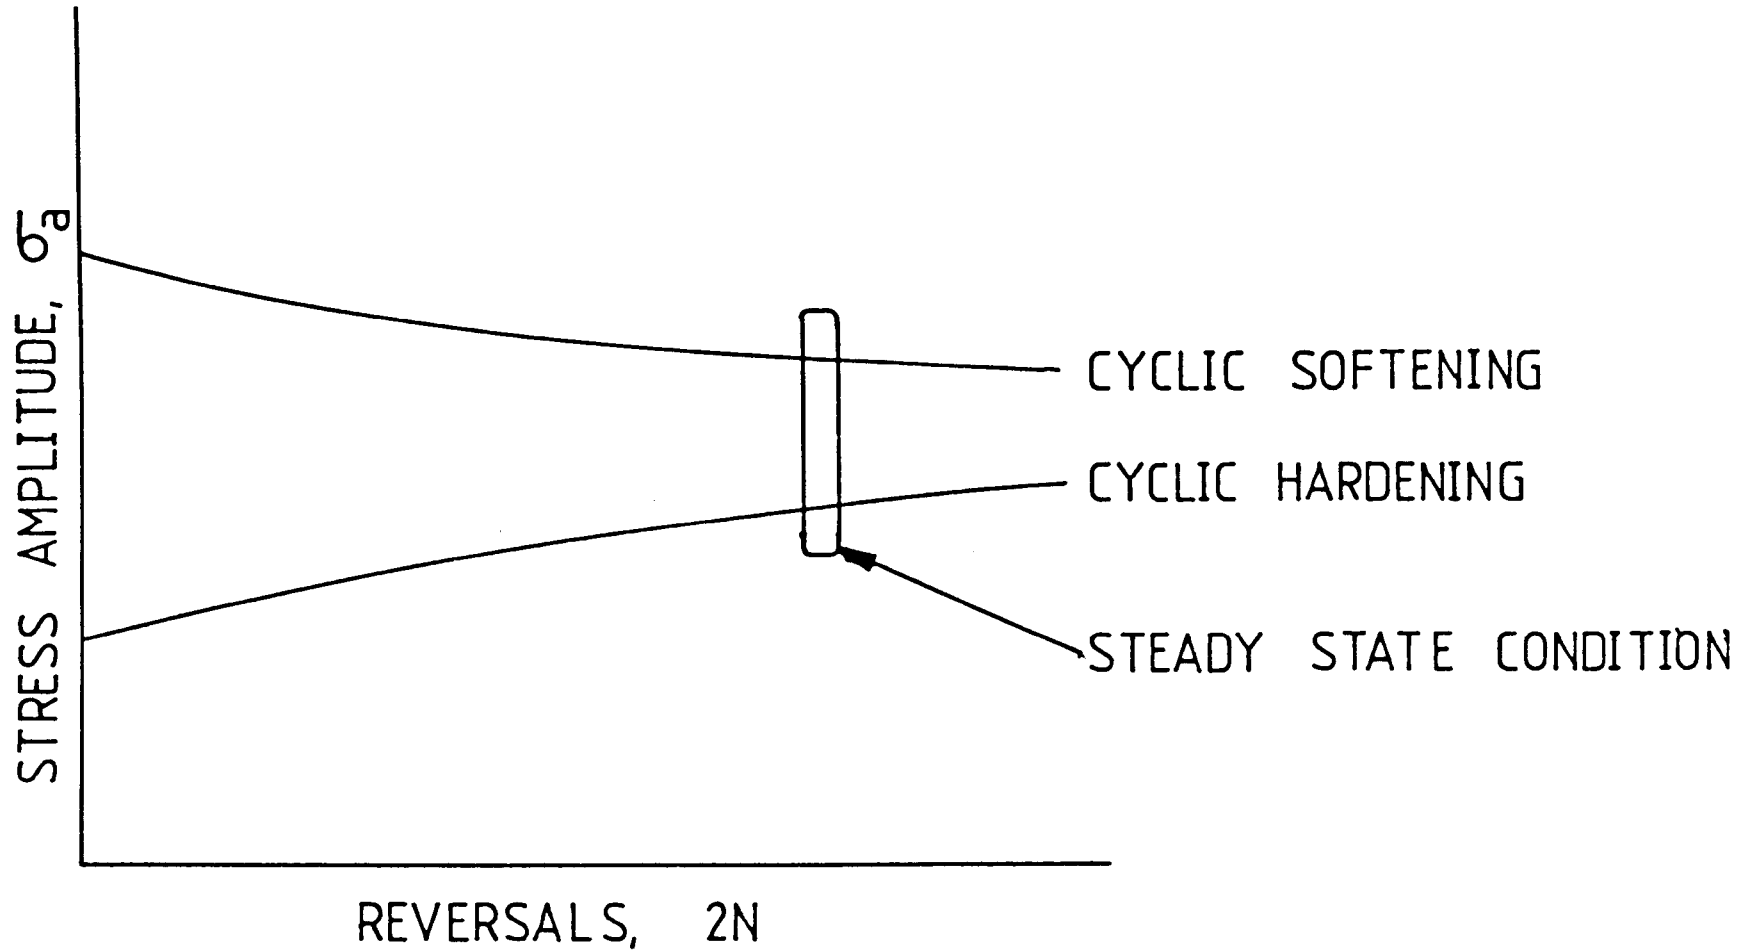 STRESS AMPLITUDE, σa
CYCLIC SOFTENING
CYCLIC HARDENING
STEADY STATE CONDITION
REVERSALS, 2N